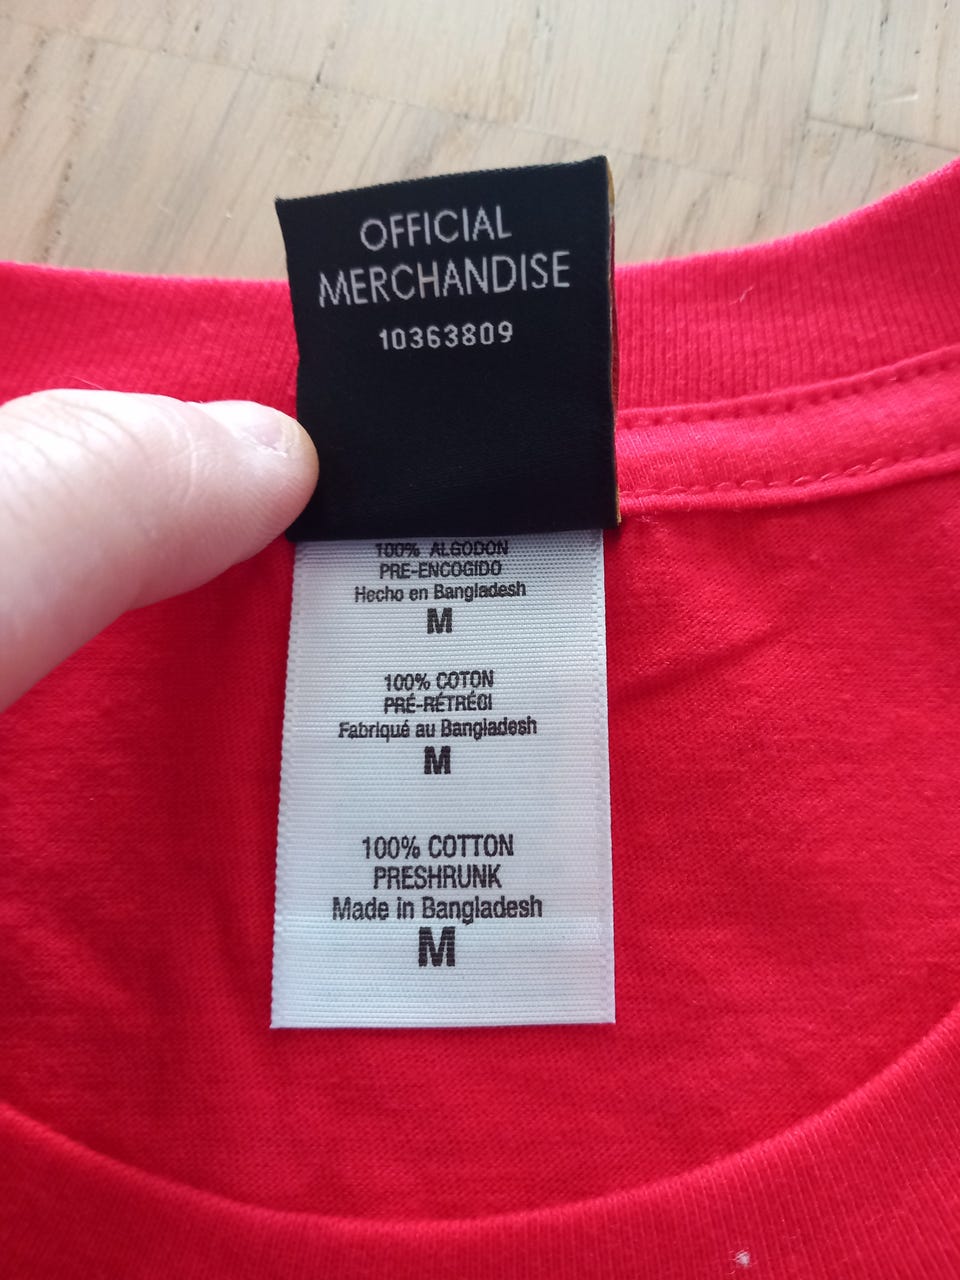 OFFICIAL
MERCHANDISE
10363809
100% ALGODON
PRE-ENCOGIDO
Hecho en Bangladesh
M
100% COTON
PRÉ-RÉTRÉCI
Fabriqué au Bangladesh
M
100% COTTON
PRESHRUNK
Made in Bangladesh
M